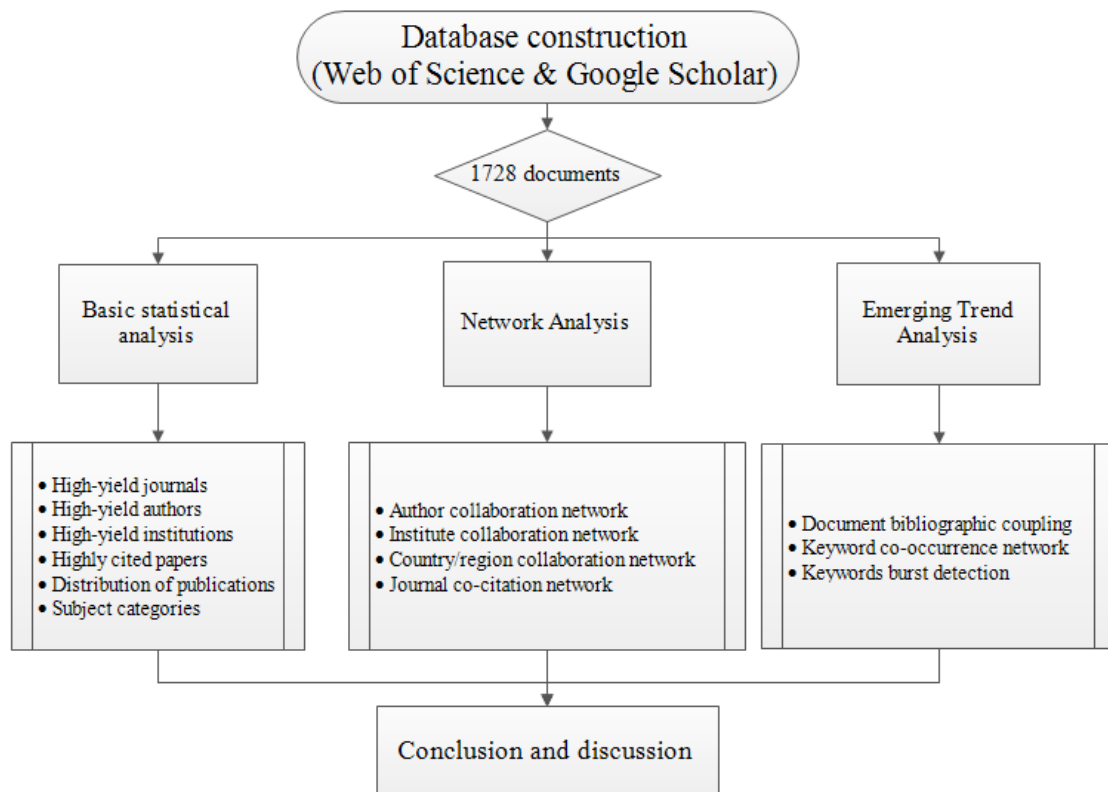 Database construction
(Web of Science & Google Scholar)
1728 documents
Basic statistical
analysis
Network Analysis
Emerging Trend
Analysis
• High-yield journals
• High-yield authors
• High-yield institutions
• Highly cited papers
• Distribution of publications
• Subject categories
• Author collaboration network
• Institute collaboration network
• Country/region collaboration network
• Journal co-citation network
• Document bibliographic coupling
• Keyword co-occurrence network
• Keywords burst detection
Conclusion and discussion